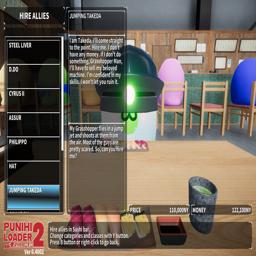 HIRE ALLIES
JUMPING TAKEDA
STEEL LIVER
D.DO
CYRUS II
ASSUR
PHILIPPO
HAT
JUMPING TAKEDA
I am Takeda, I'll come straight
to the point. Hire me. I don't
have any money. If I don't do
something, Grasshopper Man,
I'll have to sell my beloved
machine. I'm confident in my
skills. I won't let you ruin it.
My Grasshopper flies in a jump
jet and shoots at them from
the air. Most of the guys are
pretty scared. So, can you hire
me?
PRICE 110,000NY
MONEY 122,100NY
PUNIHI
LOADER 2
Ver 0.4002
Hire allies in Sushi bar.
Change categories and classes with Y button.
Press B button or right-click to go back.